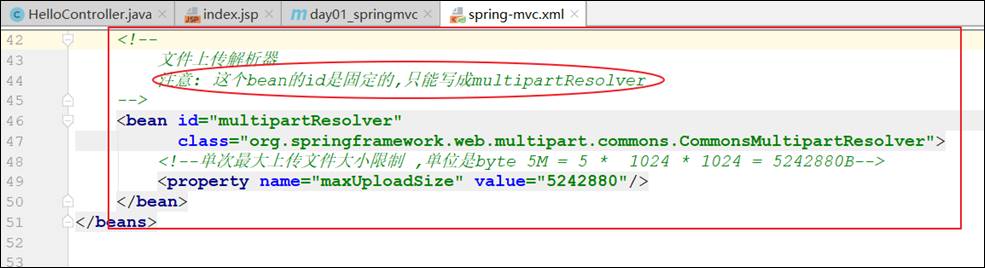 HelloController.java × index.jsp × day01_springmvc × spring-mvc.xml ×
42 <!--
43 文件上传解析器
44 注意: 这个bean的id是固定的,只能写成multipartResolver
45 -->
46 <bean id="multipartResolver"
47 class="org.springframework.web.multipart.commons.CommonsMultipartResolver">
48 <!--单次最大上传文件大小限制 ,单位是byte 5M = 5 * 1024 * 1024 = 5242880B-->
49 <property name="maxUploadSize" value="5242880"/>
50 </bean>
51 </beans>
52
53